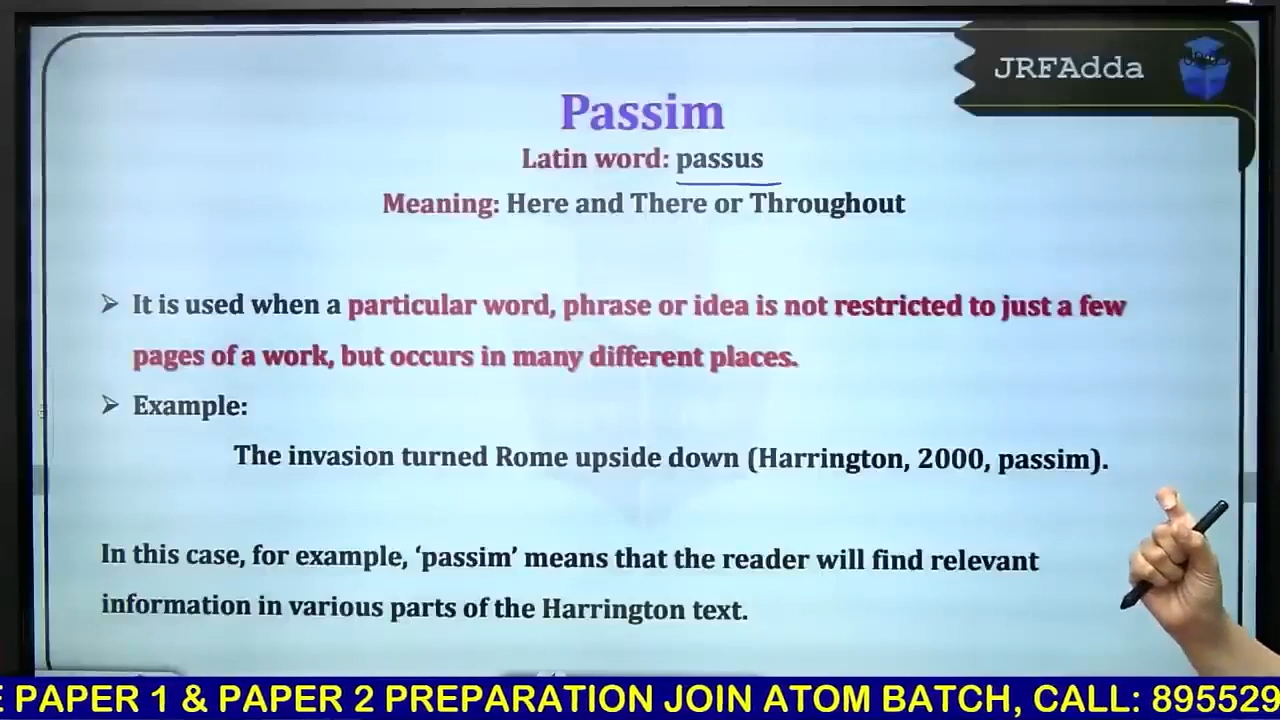 JRFAdda
Passim
Latin word: passus
Meaning: Here and There or Throughout
➢ It is used when a particular word, phrase or idea is not restricted to just a few
pages of a work, but occurs in many different places.
➢ Example:
The invasion turned Rome upside down (Harrington, 2000, passim).
In this case, for example, ‘passim’ means that the reader will find relevant
information in various parts of the Harrington text.
E PAPER 1 & PAPER 2 PREPARATION JOIN ATOM BATCH, CALL: 895529